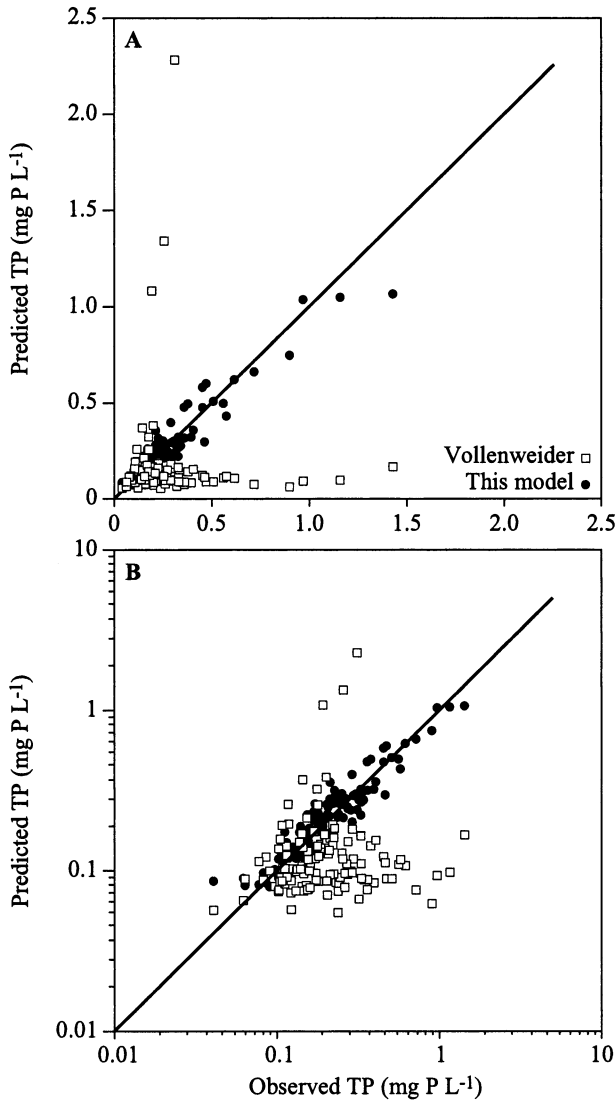 A
2.5
2.0
1.5
1.0
0.5
0
Predicted TP (mg P L-1)
Vollenweider
This model
0 0.5 1.0 1.5 2.0 2.5
B
10
1
0.1
0.01
Predicted TP (mg P L-1)
0.01 0.1 1 10
Observed TP (mg P L-1)